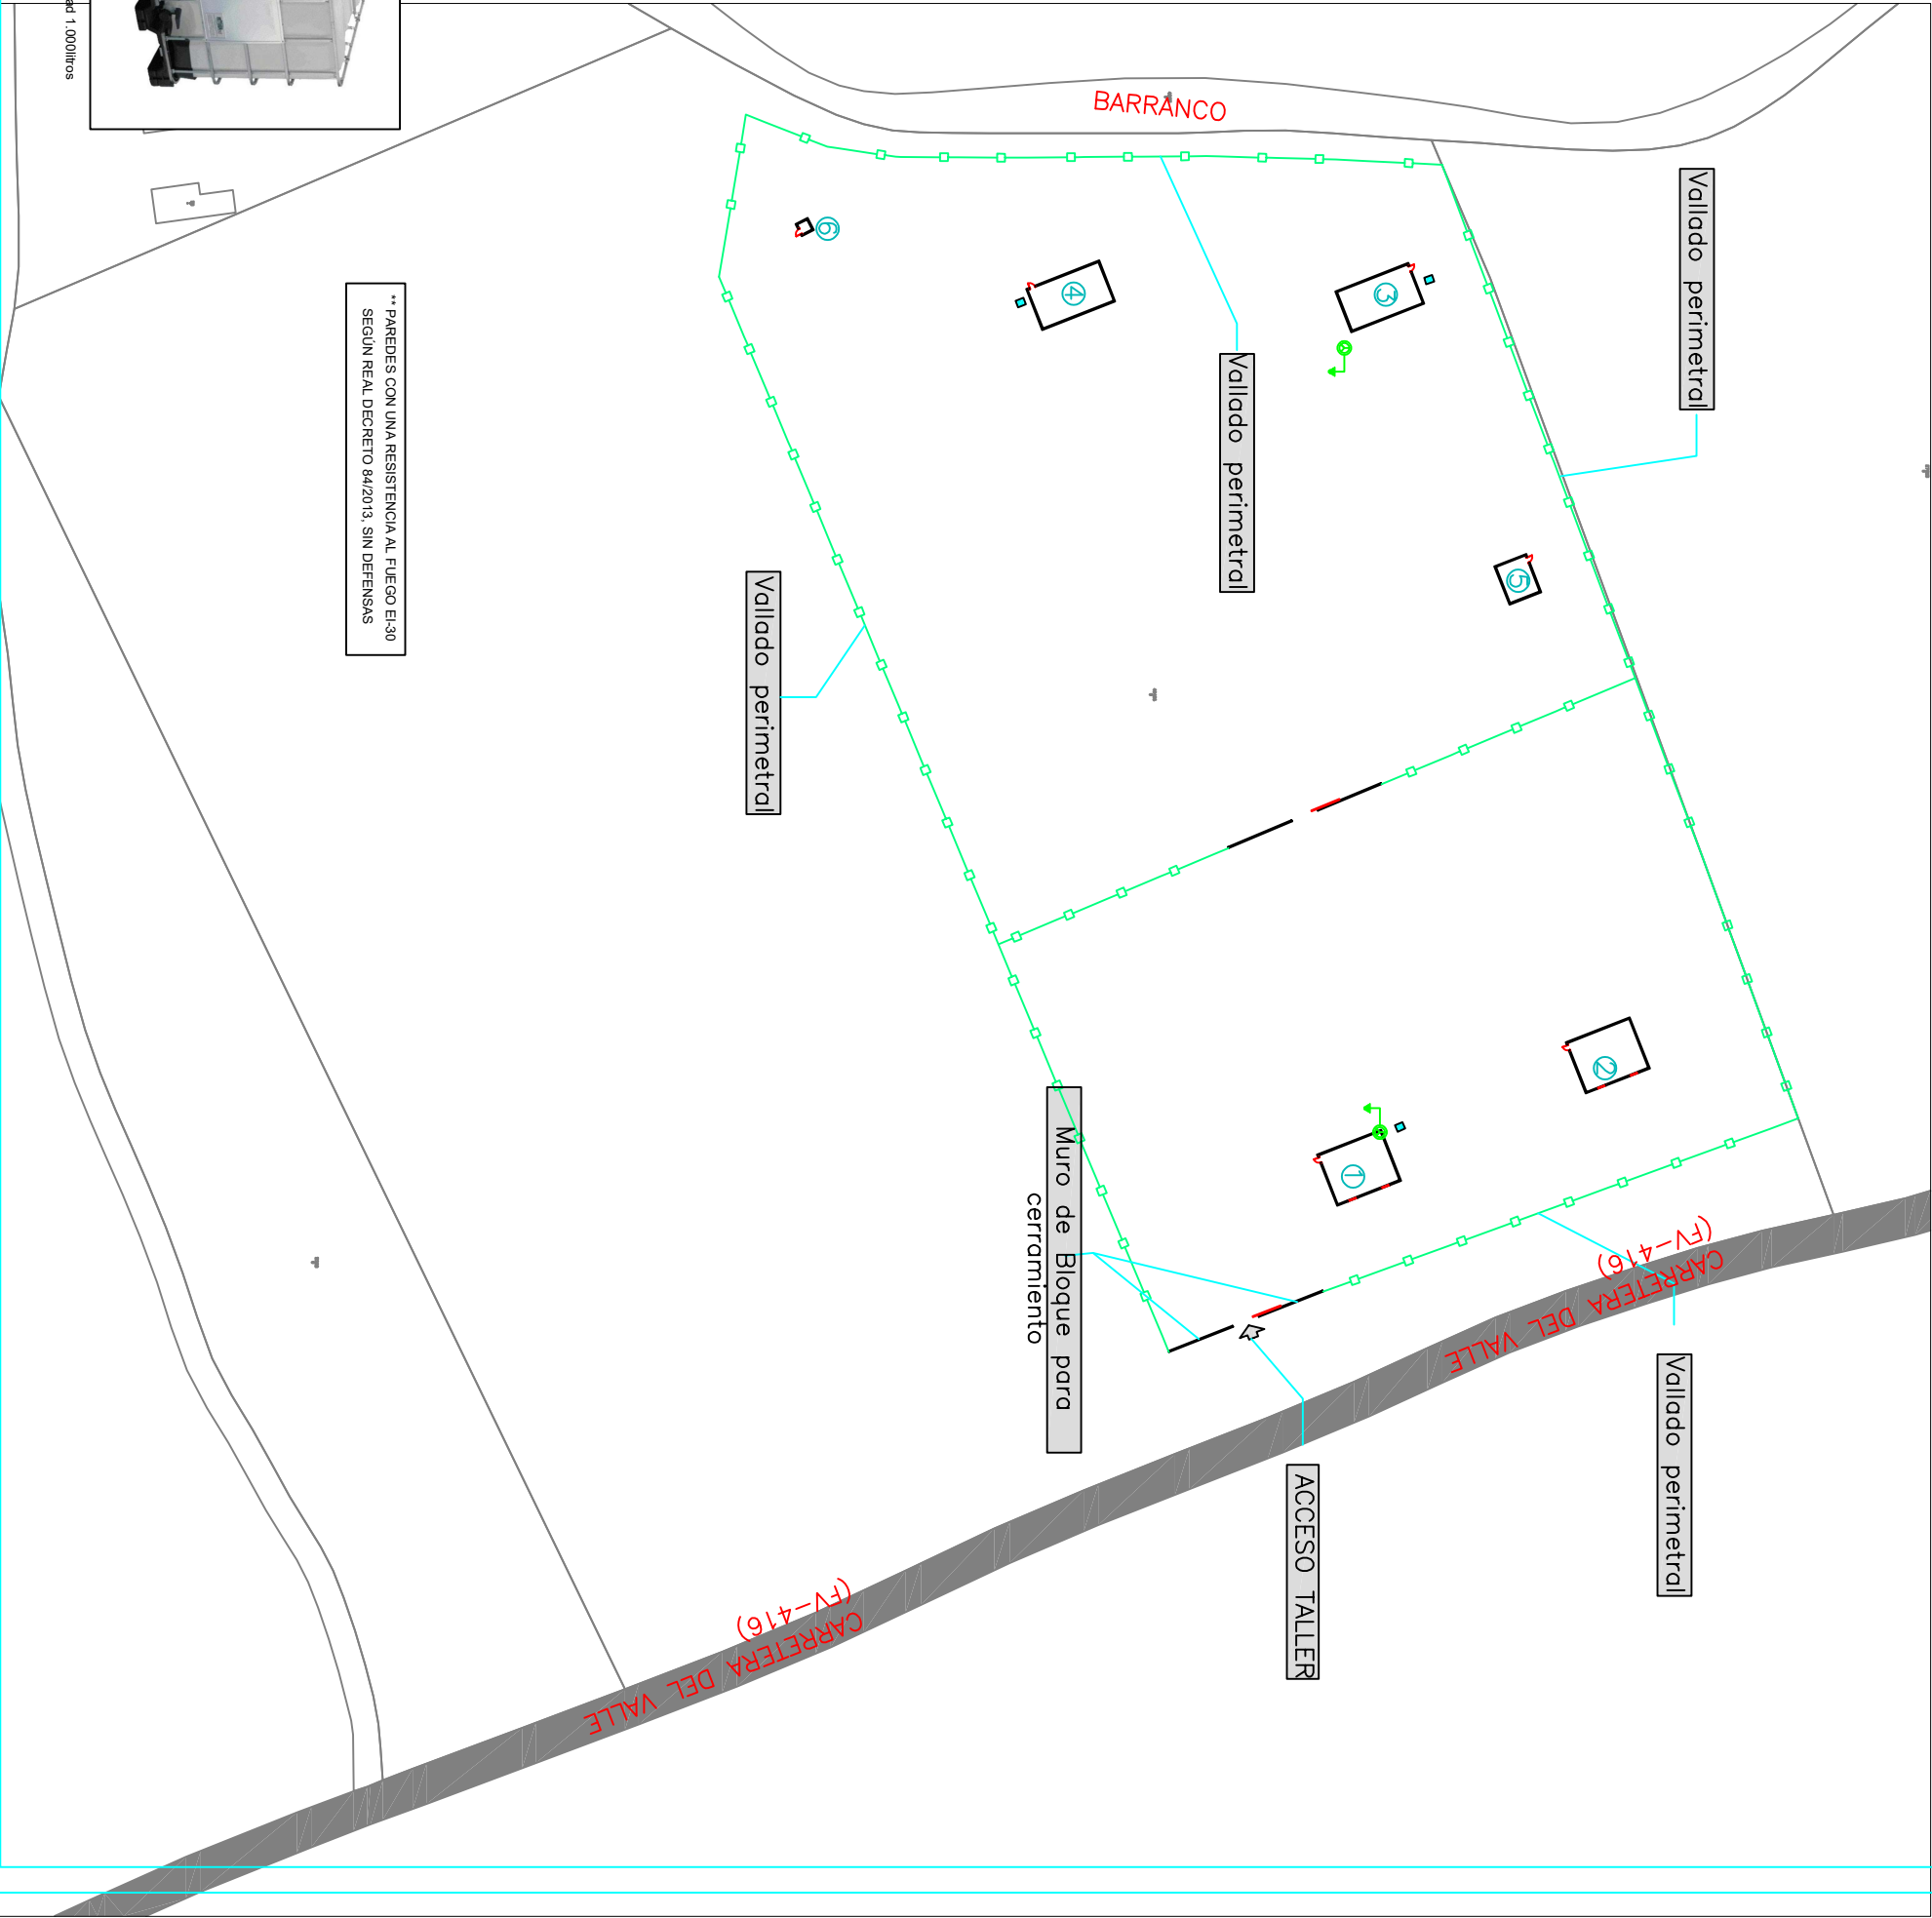 ad 1.000litros
BARRANCO
Vallado perimetral
Vallado perimetral
Vallado perimetral
** PAREDES CON UNA RESISTENCIA AL FUEGO EI-30
SEGÚN REAL DECRETO 84/2013, SIN DEFENSAS
6
4
3
5
2
1
Muro de Bloque para
cerramiento
CARRETERA DEL VALLE
(FV-416)
Vallado perimetral
ACCESO TALLER
CARRETERA DEL VALLE
(FV-416)